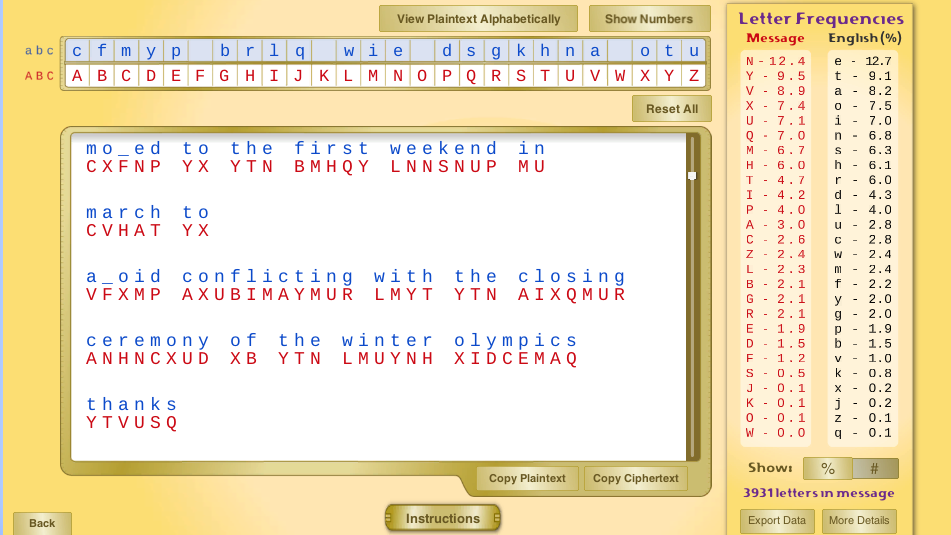 View Plaintext Alphabetically Show Numbers
Letter Frequencies
Message English (%)
a b c c f m y p b r l q w i e d s g k h n a o t u
A B C A B C D E F G H I J K L M N O P Q R S T U V W X Y Z
Reset All
mo_ed to the first weekend in
CXFNP YX YTN BMHQY LNNSNUP MU
march to
CVHAT YX
a_oid conflicting with the closing
VFXMP AXUBIMAYMUR LMYT YTN AIXQMUR
ceremony of the winter olympics
ANHNCXUD XB YTN LMUYNH XIDCEMAQ
thanks
YTVUSQ
N - 12.4 e - 12.7
Y - 9.5 t - 9.1
V - 8.9 a - 8.2
X - 7.4 o - 7.5
U - 7.1 i - 7.0
Q - 7.0 n - 6.8
M - 6.7 s - 6.3
H - 6.0 h - 6.1
T - 4.7 r - 6.0
I - 4.2 d - 4.3
P - 4.0 l - 4.0
A - 3.0 u - 2.8
C - 2.6 c - 2.8
Z - 2.4 w - 2.4
L - 2.3 m - 2.4
B - 2.1 f - 2.2
G - 2.1 y - 2.0
R - 2.1 g - 2.0
E - 1.9 p - 1.9
D - 1.5 b - 1.5
F - 1.2 v - 1.0
S - 0.5 k - 0.8
J - 0.1 x - 0.2
K - 0.1 j - 0.2
O - 0.1 z - 0.1
W - 0.0 q - 0.1
Show: % #
3931 letters in message
Copy Plaintext Copy Ciphertext
Back Instructions Export Data More Details